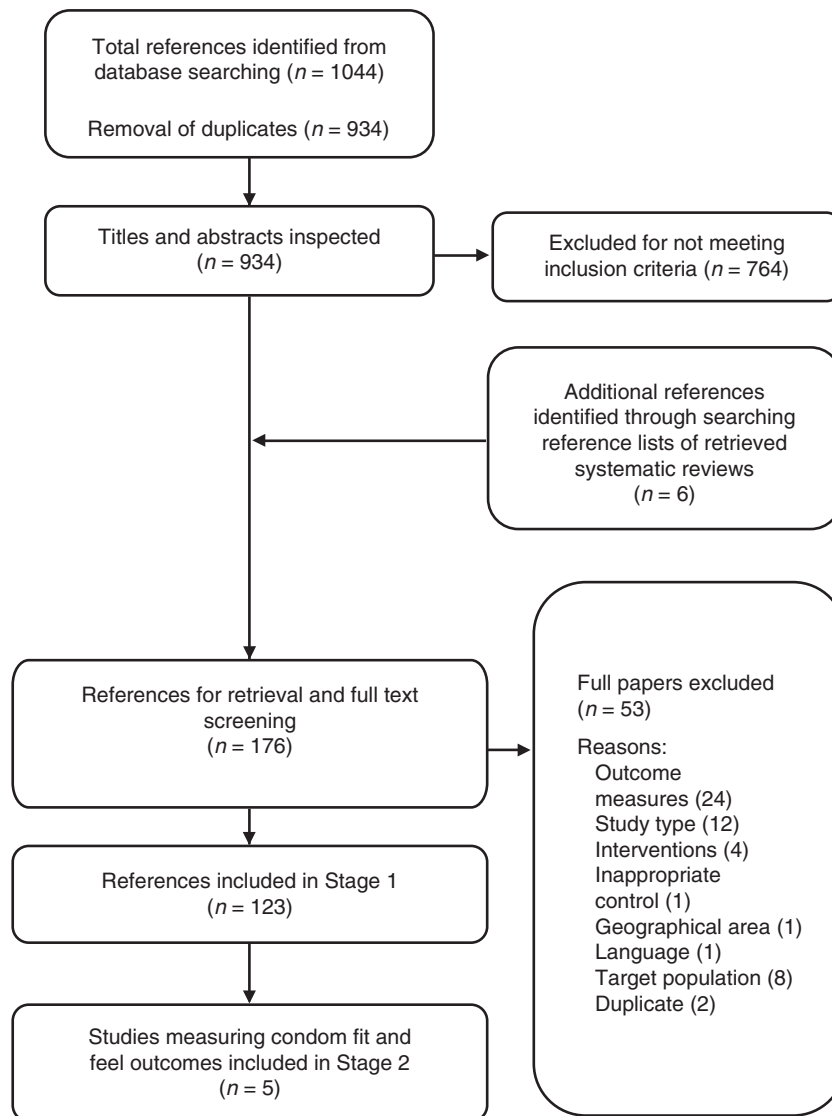 Total references identified from
database searching (n = 1044)
Removal of duplicates (n = 934)
Titles and abstracts inspected
(n = 934)
Excluded for not meeting
inclusion criteria (n = 764)
Additional references
identified through searching
reference lists of retrieved
systematic reviews
(n = 6)
References for retrieval and full text
screening
(n = 176)
Full papers excluded
(n = 53)
Reasons:
Outcome
measures (24)
Study type (12)
Interventions (4)
Inappropriate
control (1)
Geographical area (1)
Language (1)
Target population (8)
Duplicate (2)
References included in Stage 1
(n = 123)
Studies measuring condom fit and
feel outcomes included in Stage 2
(n = 5)